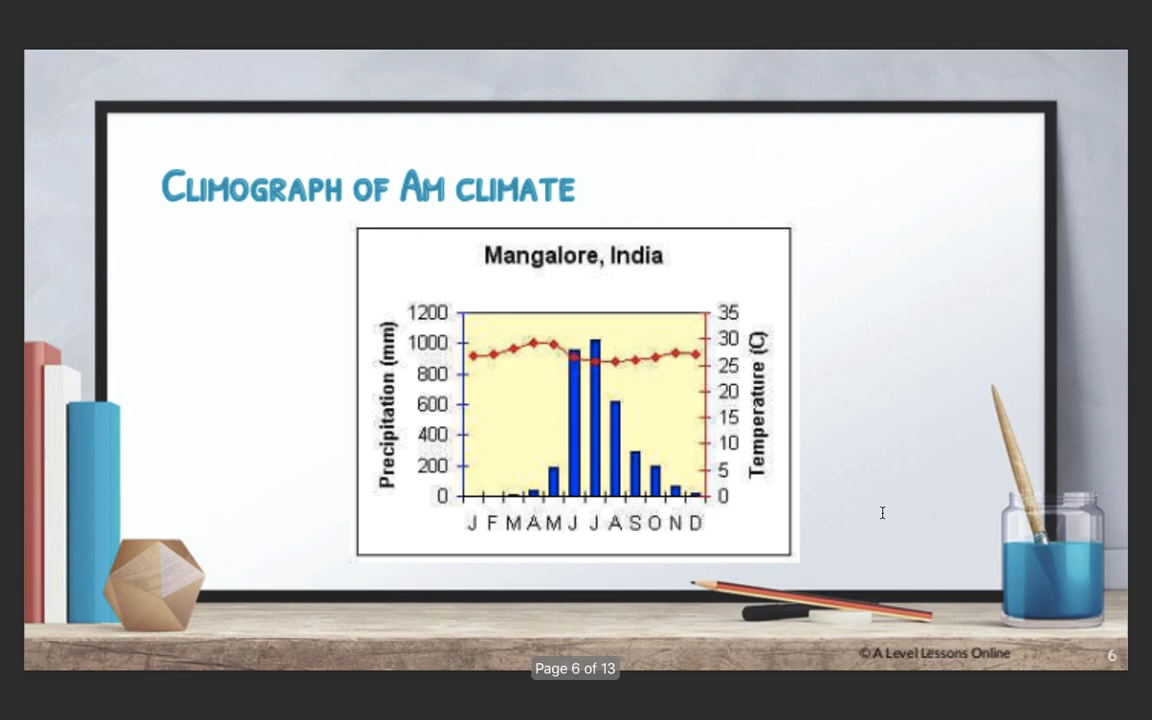 Climograph of Am climate
Mangalore, India
Precipitation (mm)
1200
1000
800
600
400
200
0
35
30
25
20
15
10
5
0
Temperature (C)
J F M A M J J A S O N D
© A Level Lessons Online
6
Page 6 of 13